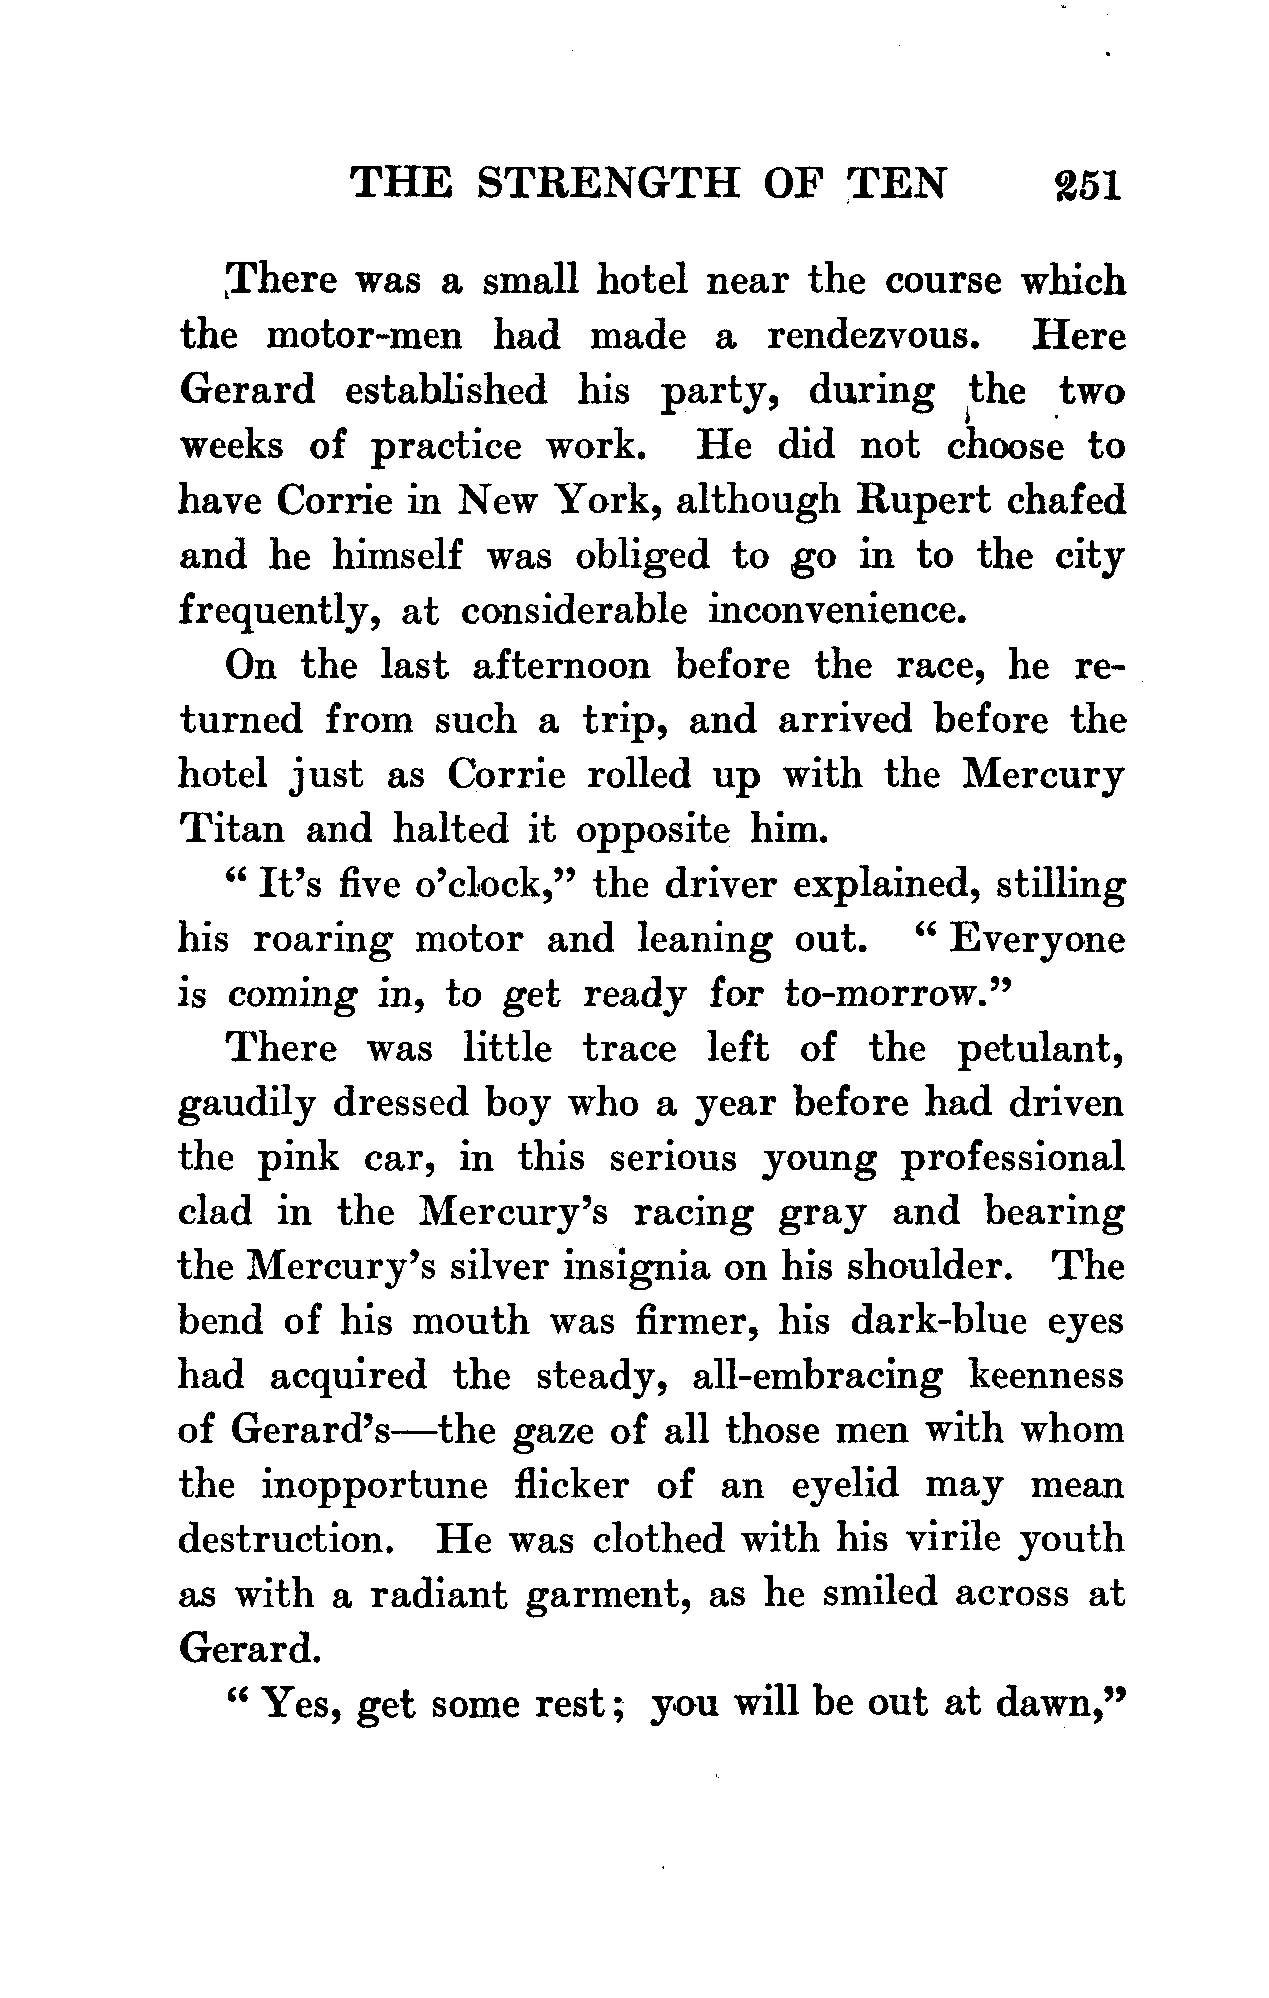 THE STRENGTH OF TEN 251
There was a small hotel near the course which
the motor-men had made a rendezvous. Here
Gerard established his party, during the two
weeks of practice work. He did not choose to
have Corrie in New York, although Rupert chafed
and he himself was obliged to go in to the city
frequently, at considerable inconvenience.
On the last afternoon before the race, he re-
turned from such a trip, and arrived before the
hotel just as Corrie rolled up with the Mercury
Titan and halted it opposite him.
“ It’s five o’clock,” the driver explained, stilling
his roaring motor and leaning out. “ Everyone
is coming in, to get ready for to-morrow.”
There was little trace left of the petulant,
gaudily dressed boy who a year before had driven
the pink car, in this serious young professional
clad in the Mercury’s racing gray and bearing
the Mercury’s silver insignia on his shoulder. The
bend of his mouth was firmer, his dark-blue eyes
had acquired the steady, all-embracing keenness
of Gerard’s—the gaze of all those men with whom
the inopportune flicker of an eyelid may mean
destruction. He was clothed with his virile youth
as with a radiant garment, as he smiled across at
Gerard.
“ Yes, get some rest; you will be out at dawn,”